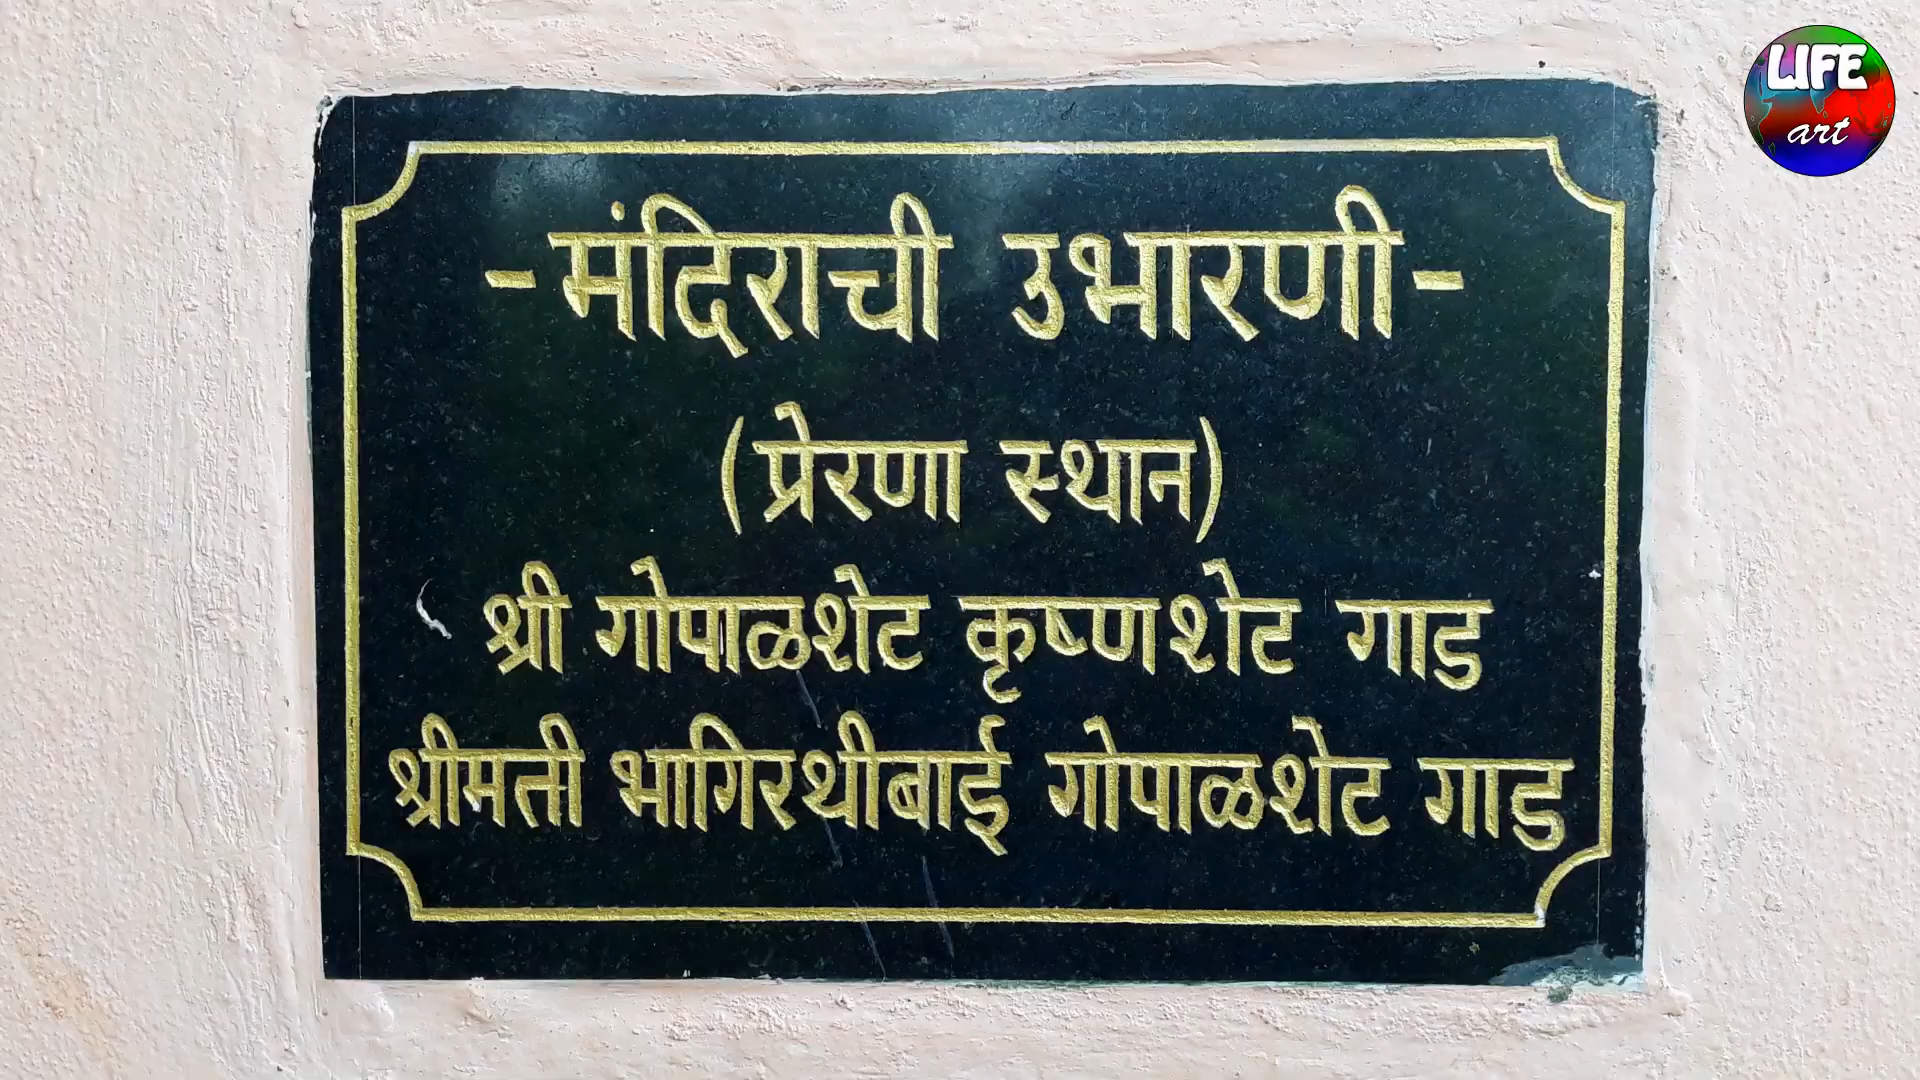 LIFE
art
-मंदिराची उभारणी-
(प्रेरणा स्थान)
श्री गोपाळशेट कृष्णशेट गाड
श्रीमती भागिरथीबाई गोपाळशेट गाड